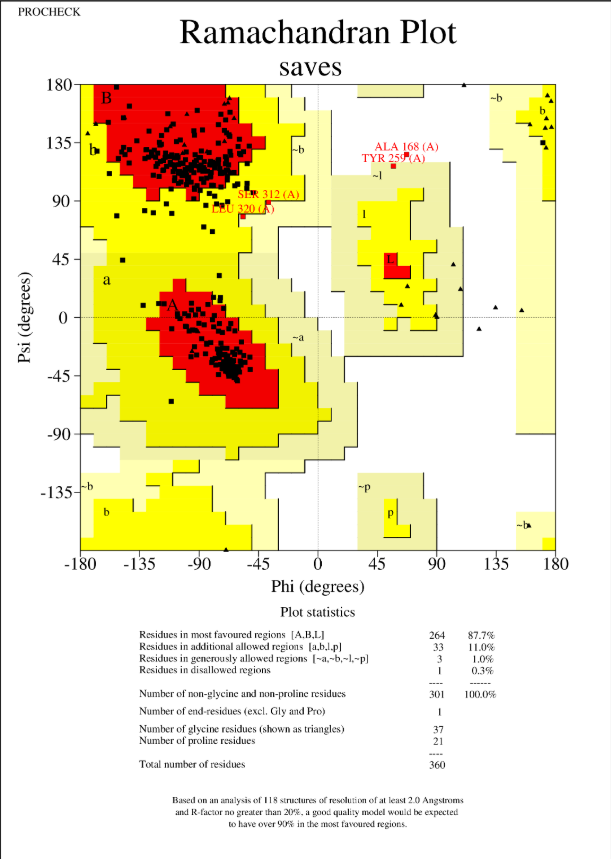 PROCHECK
Ramachandran Plot
saves
B
b
~b
~b
b
ALA 168 (A)
TYR 259 (A)
~l
SER 312 (A)
LEU 320 (A)
l
L
a
A
~a
~b
b
~p
p
~b
180
135
90
45
0
-45
-90
-135
-180 -135 -90 -45 0 45 90 135 180
Psi (degrees)
Phi (degrees)
Plot statistics
Residues in most favoured regions [A,B,L] 264 87.7%
Residues in additional allowed regions [a,b,l,p] 33 11.0%
Residues in generously allowed regions [~a,~b,~l,~p] 3 1.0%
Residues in disallowed regions 1 0.3%
---- ------
Number of non-glycine and non-proline residues 301 100.0%
Number of end-residues (excl. Gly and Pro) 1
Number of glycine residues (shown as triangles) 37
Number of proline residues 21
----
Total number of residues 360
Based on an analysis of 118 structures of resolution of at least 2.0 Angstroms
and R-factor no greater than 20%, a good quality model would be expected
to have over 90% in the most favoured regions.